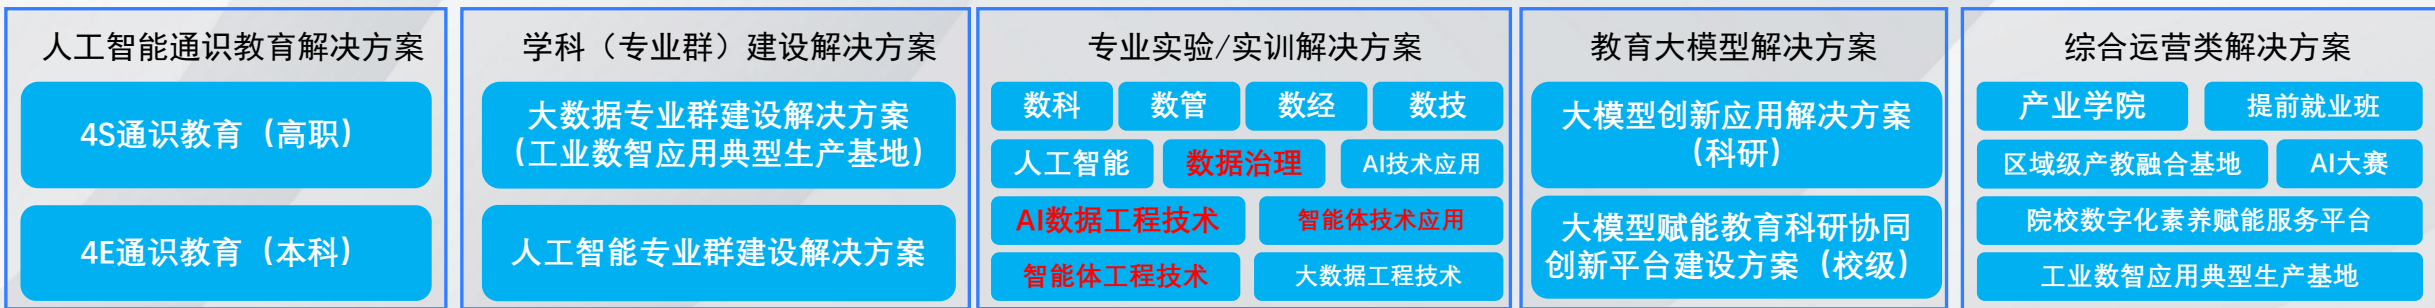 人工智能通识教育解决方案
4S通识教育（高职）
4E通识教育（本科）
学科（专业群）建设解决方案
大数据专业群建设解决方案
（工业数智应用典型生产基地）
人工智能专业群建设解决方案
专业实验/实训解决方案
数科
数管
数经
数技
人工智能
数据治理
AI技术应用
AI数据工程技术
智能体技术应用
智能体工程技术
大数据工程技术
教育大模型解决方案
大模型创新应用解决方案
（科研）
大模型赋能教育科研协同
创新平台建设方案（校级）
综合运营类解决方案
产业学院
提前就业班
区域级产教融合基地
AI大赛
院校数字化素养赋能服务平台
工业数智应用典型生产基地